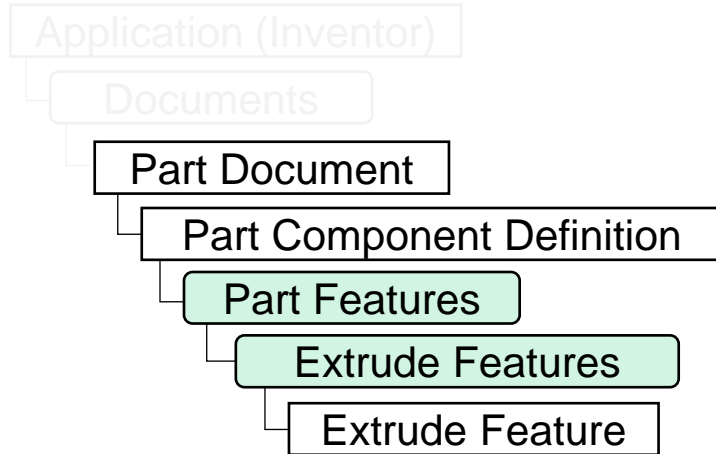 Application (Inventor)
Documents
Part Document
Part Component Definition
Part Features
Extrude Features
Extrude Feature